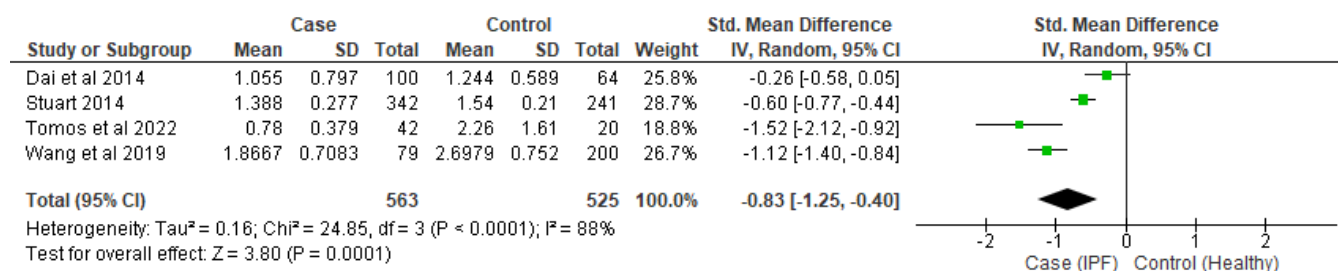 Case Control Std. Mean Difference Std. Mean Difference
Study or Subgroup Mean SD Total Mean SD Total Weight IV, Random, 95% CI IV, Random, 95% CI
Dai et al 2014 1.055 0.797 100 1.244 0.589 64 25.8% -0.26 [-0.58, 0.05]
Stuart 2014 1.388 0.277 342 1.54 0.21 241 28.7% -0.60 [-0.77, -0.44]
Tomos et al 2022 0.78 0.379 42 2.26 1.61 20 18.8% -1.52 [-2.12, -0.92]
Wang et al 2019 1.8667 0.7083 79 2.6979 0.752 200 26.7% -1.12 [-1.40, -0.84]
Total (95% CI) 563 525 100.0% -0.83 [-1.25, -0.40]
Heterogeneity: Tau² = 0.16; Chi² = 24.85, df = 3 (P < 0.0001); I² = 88%
Test for overall effect: Z = 3.80 (P = 0.0001)
-2 -1 0 1 2
Case (IPF) Control (Healthy)